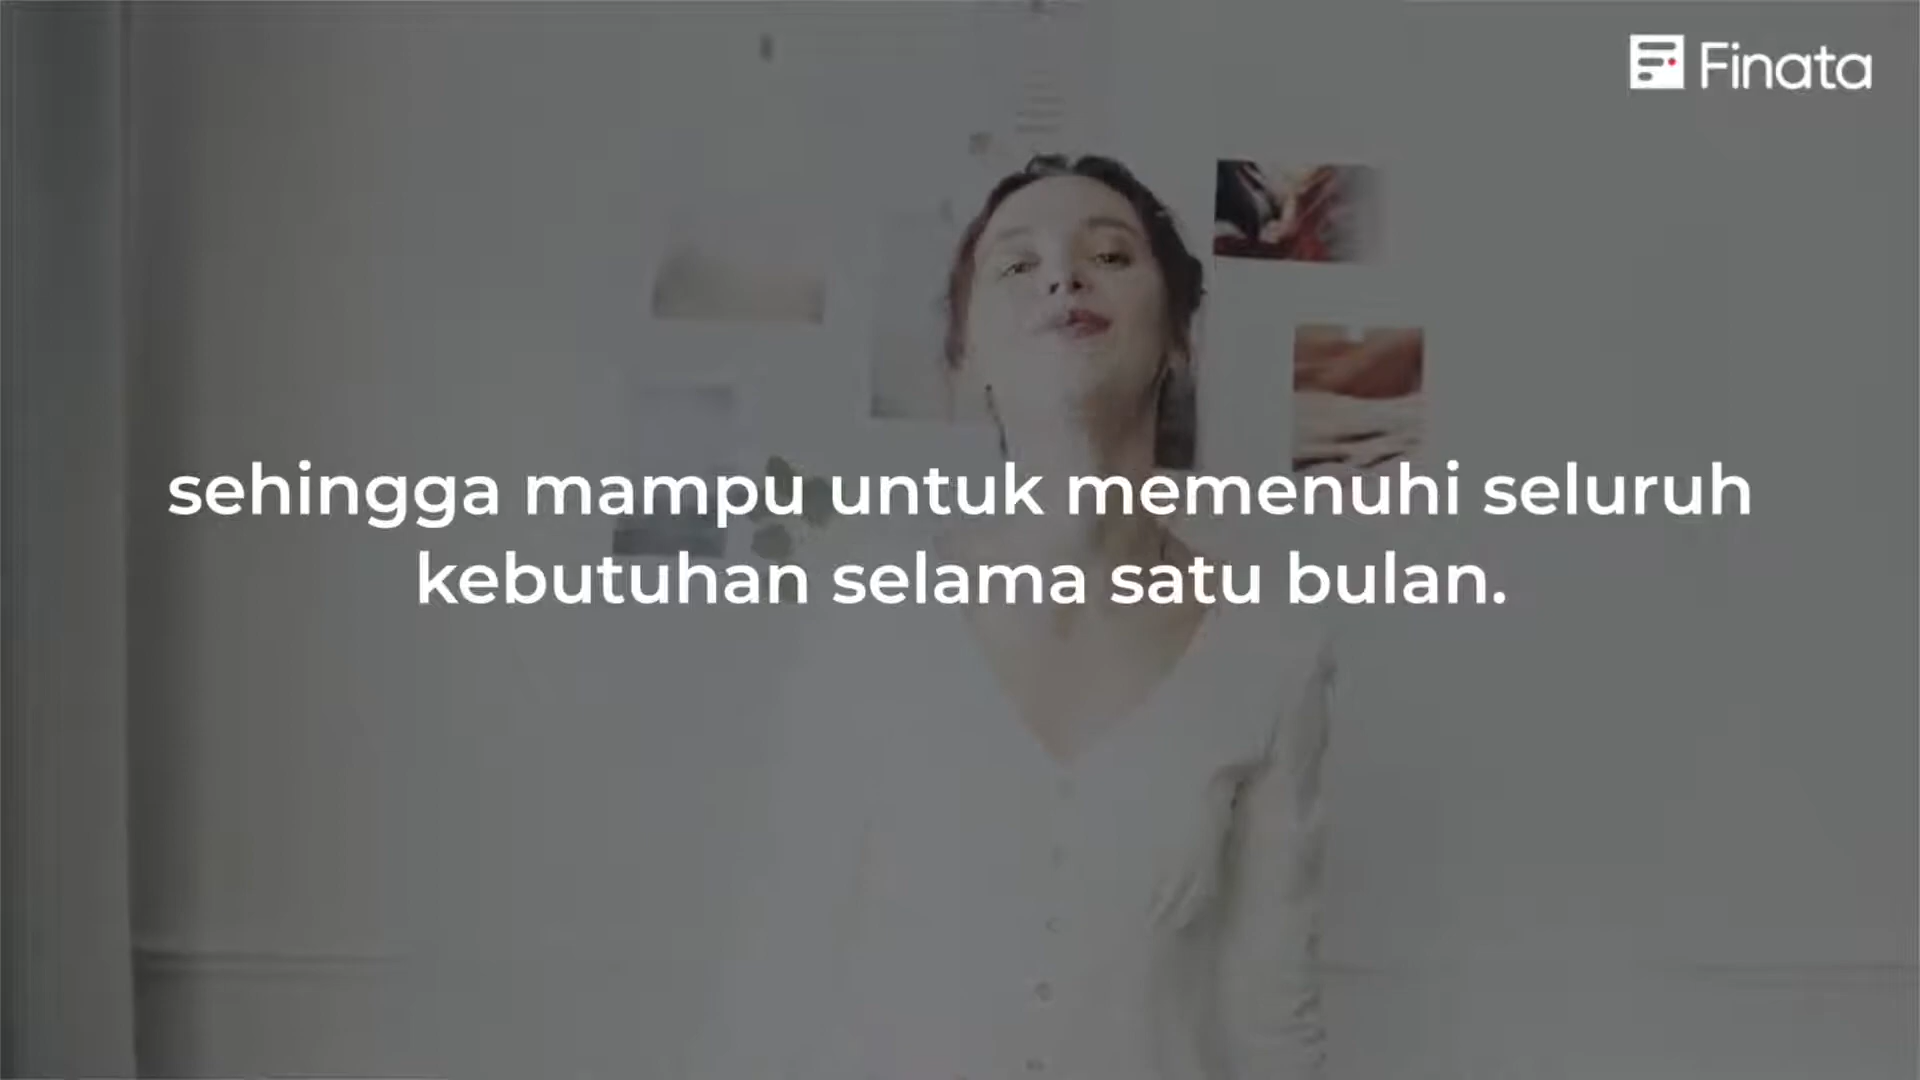 Finata
sehingga mampu untuk memenuhi seluruh
kebutuhan selama satu bulan.